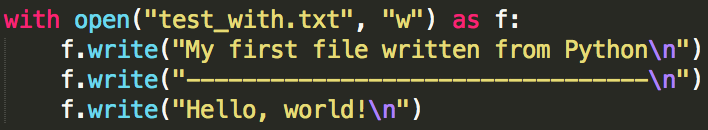 with open("test_with.txt", "w") as f:
    f.write("My first file written from Python\n")
    f.write("---------------------------------\n")
    f.write("Hello, world!\n")